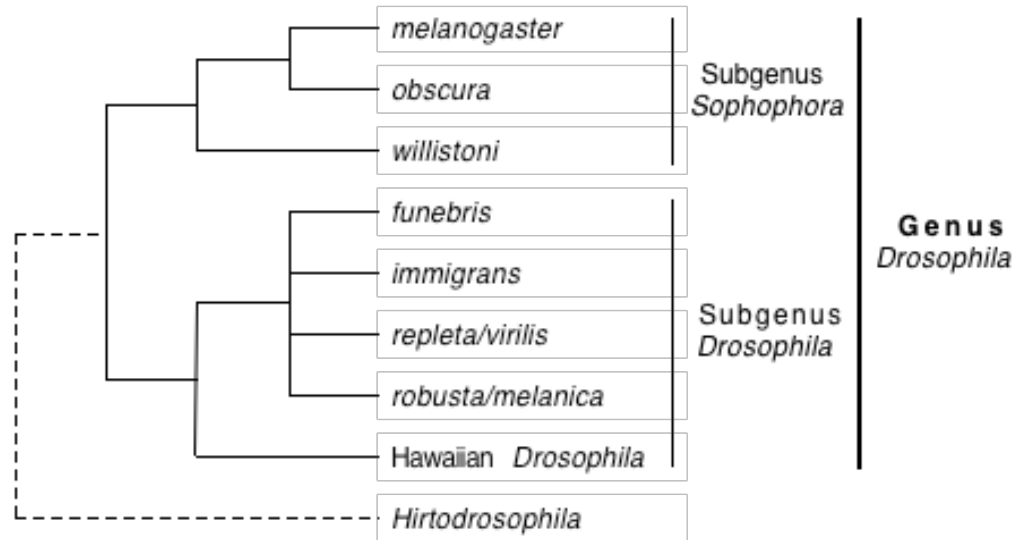 melanogaster
obscura
willistoni
Subgenus
Sophophora
funebris
immigrans
repleta/virilis
robusta/melanica
Hawaiian Drosophila
Subgenus
Drosophila
Genus
Drosophila
Hirtodrosophila